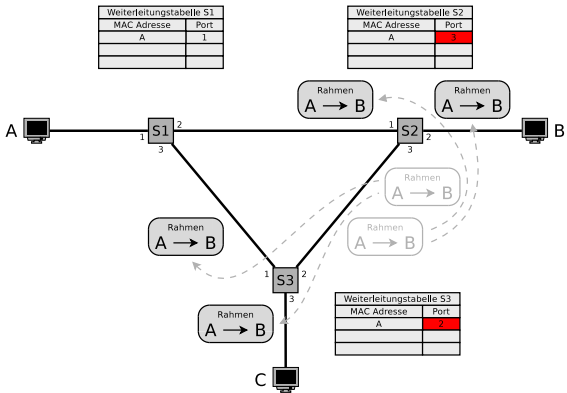 Weiterleitungstabelle S1
MAC Adresse Port
A 1
Weiterleitungstabelle S2
MAC Adresse Port
A 3
Rahmen
A → B
Rahmen
A → B
A
1
S1
2
3
1
S2
2
3
B
Rahmen
A → B
Rahmen
A → B
Rahmen
A → B
1
S3
2
3
Rahmen
A → B
Weiterleitungstabelle S3
MAC Adresse Port
A 2
C